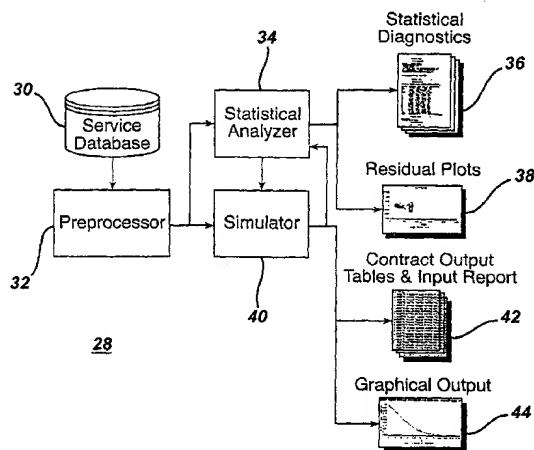 Statistical
Diagnostics
34
36
30
Service
Database
Statistical
Analyzer
Residual Plots
38
Preprocessor
Simulator
32
40
Contract Output
Tables & Input Report
42
28
Graphical Output
44